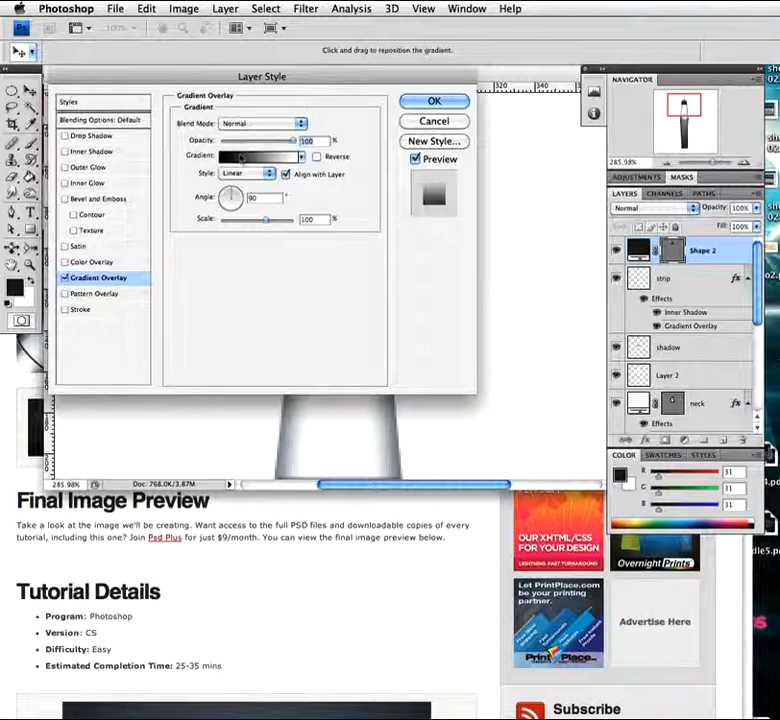 Photoshop File Edit Image Layer Select Filter Analysis 3D View Window Help
Ps
Click and drag to reposition the gradient.
Layer Style
320 340
Styles
Blending Options: Default
Drop Shadow
Inner Shadow
Outer Glow
Inner Glow
Bevel and Emboss
Contour
Texture
Satin
Color Overlay
Gradient Overlay
Pattern Overlay
Stroke
Gradient Overlay
Gradient
Blend Mode: Normal
Opacity: 100 %
Gradient: Reverse
Style: Linear Align with Layer
Angle: 90 °
Scale: 100 %
OK
Cancel
New Style...
Preview
NAVIGATOR
285.98%
ADJUSTMENTS MASKS
LAYERS CHANNELS PATHS
Normal Opacity: 100%
Fill: 100%
Shape 2
strip fx
Effects
Inner Shadow
Gradient Overlay
shadow
Layer 2
neck fx
Effects
COLOR SWATCHES STYLES
R 31
G 31
B 31
285.98% Doc: 768.0K/3.87M
Final Image Preview
Take a look at the image we'll be creating. Want access to the full PSD files and downloadable copies of every
tutorial, including this one? Join Psd Plus for just $9/month. You can view the final image preview below.
Tutorial Details
• Program: Photoshop
• Version: CS
• Difficulty: Easy
• Estimated Completion Time: 25-35 mins
OUR XHTML/CSS
FOR YOUR DESIGN
LIGHTNING FAST TURNAROUND
Overnight Prints
Let PrintPlace.com
be your printing
partner.
PrintPlace
Advertise Here
Subscribe